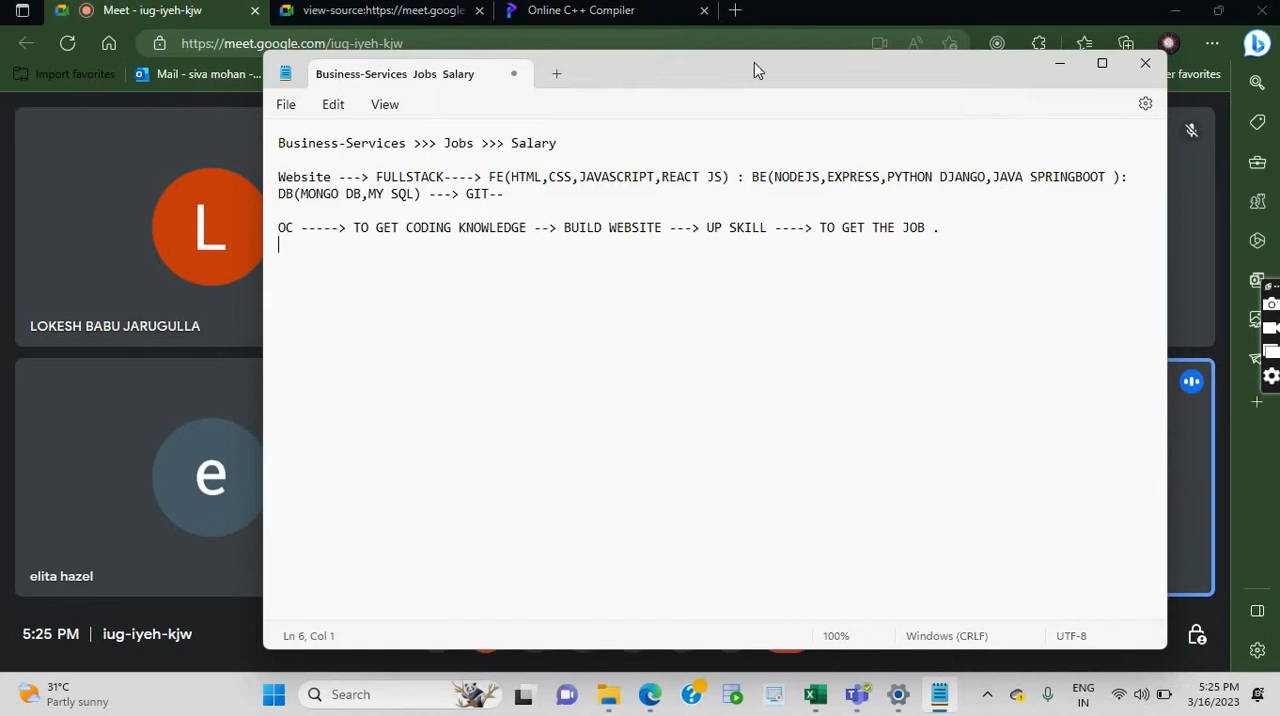 Meet - iug-iyeh-kjw
view-source:https://meet.google
Online C++ Compiler
https://meet.google.com/iug-iyeh-kjw
Import favorites
Mail - siva mohan -
er favorites
Business-Services Jobs Salary
File Edit View
Business-Services >>> Jobs >>> Salary
Website ---> FULLSTACK----> FE(HTML,CSS,JAVASCRIPT,REACT JS) : BE(NODEJS,EXPRESS,PYTHON DJANGO,JAVA SPRINGBOOT ):
DB(MONGO DB,MY SQL) ---> GIT--
OC -----> TO GET CODING KNOWLEDGE --> BUILD WEBSITE ---> UP SKILL ----> TO GET THE JOB .
L
LOKESH BABU JARUGULLA
e
elita hazel
5:25 PM | iug-iyeh-kjw
Ln 6, Col 1
100%
Windows (CRLF)
UTF-8
31°C
Partly sunny
Search
ENG
IN
5:25 PM
3/16/2023